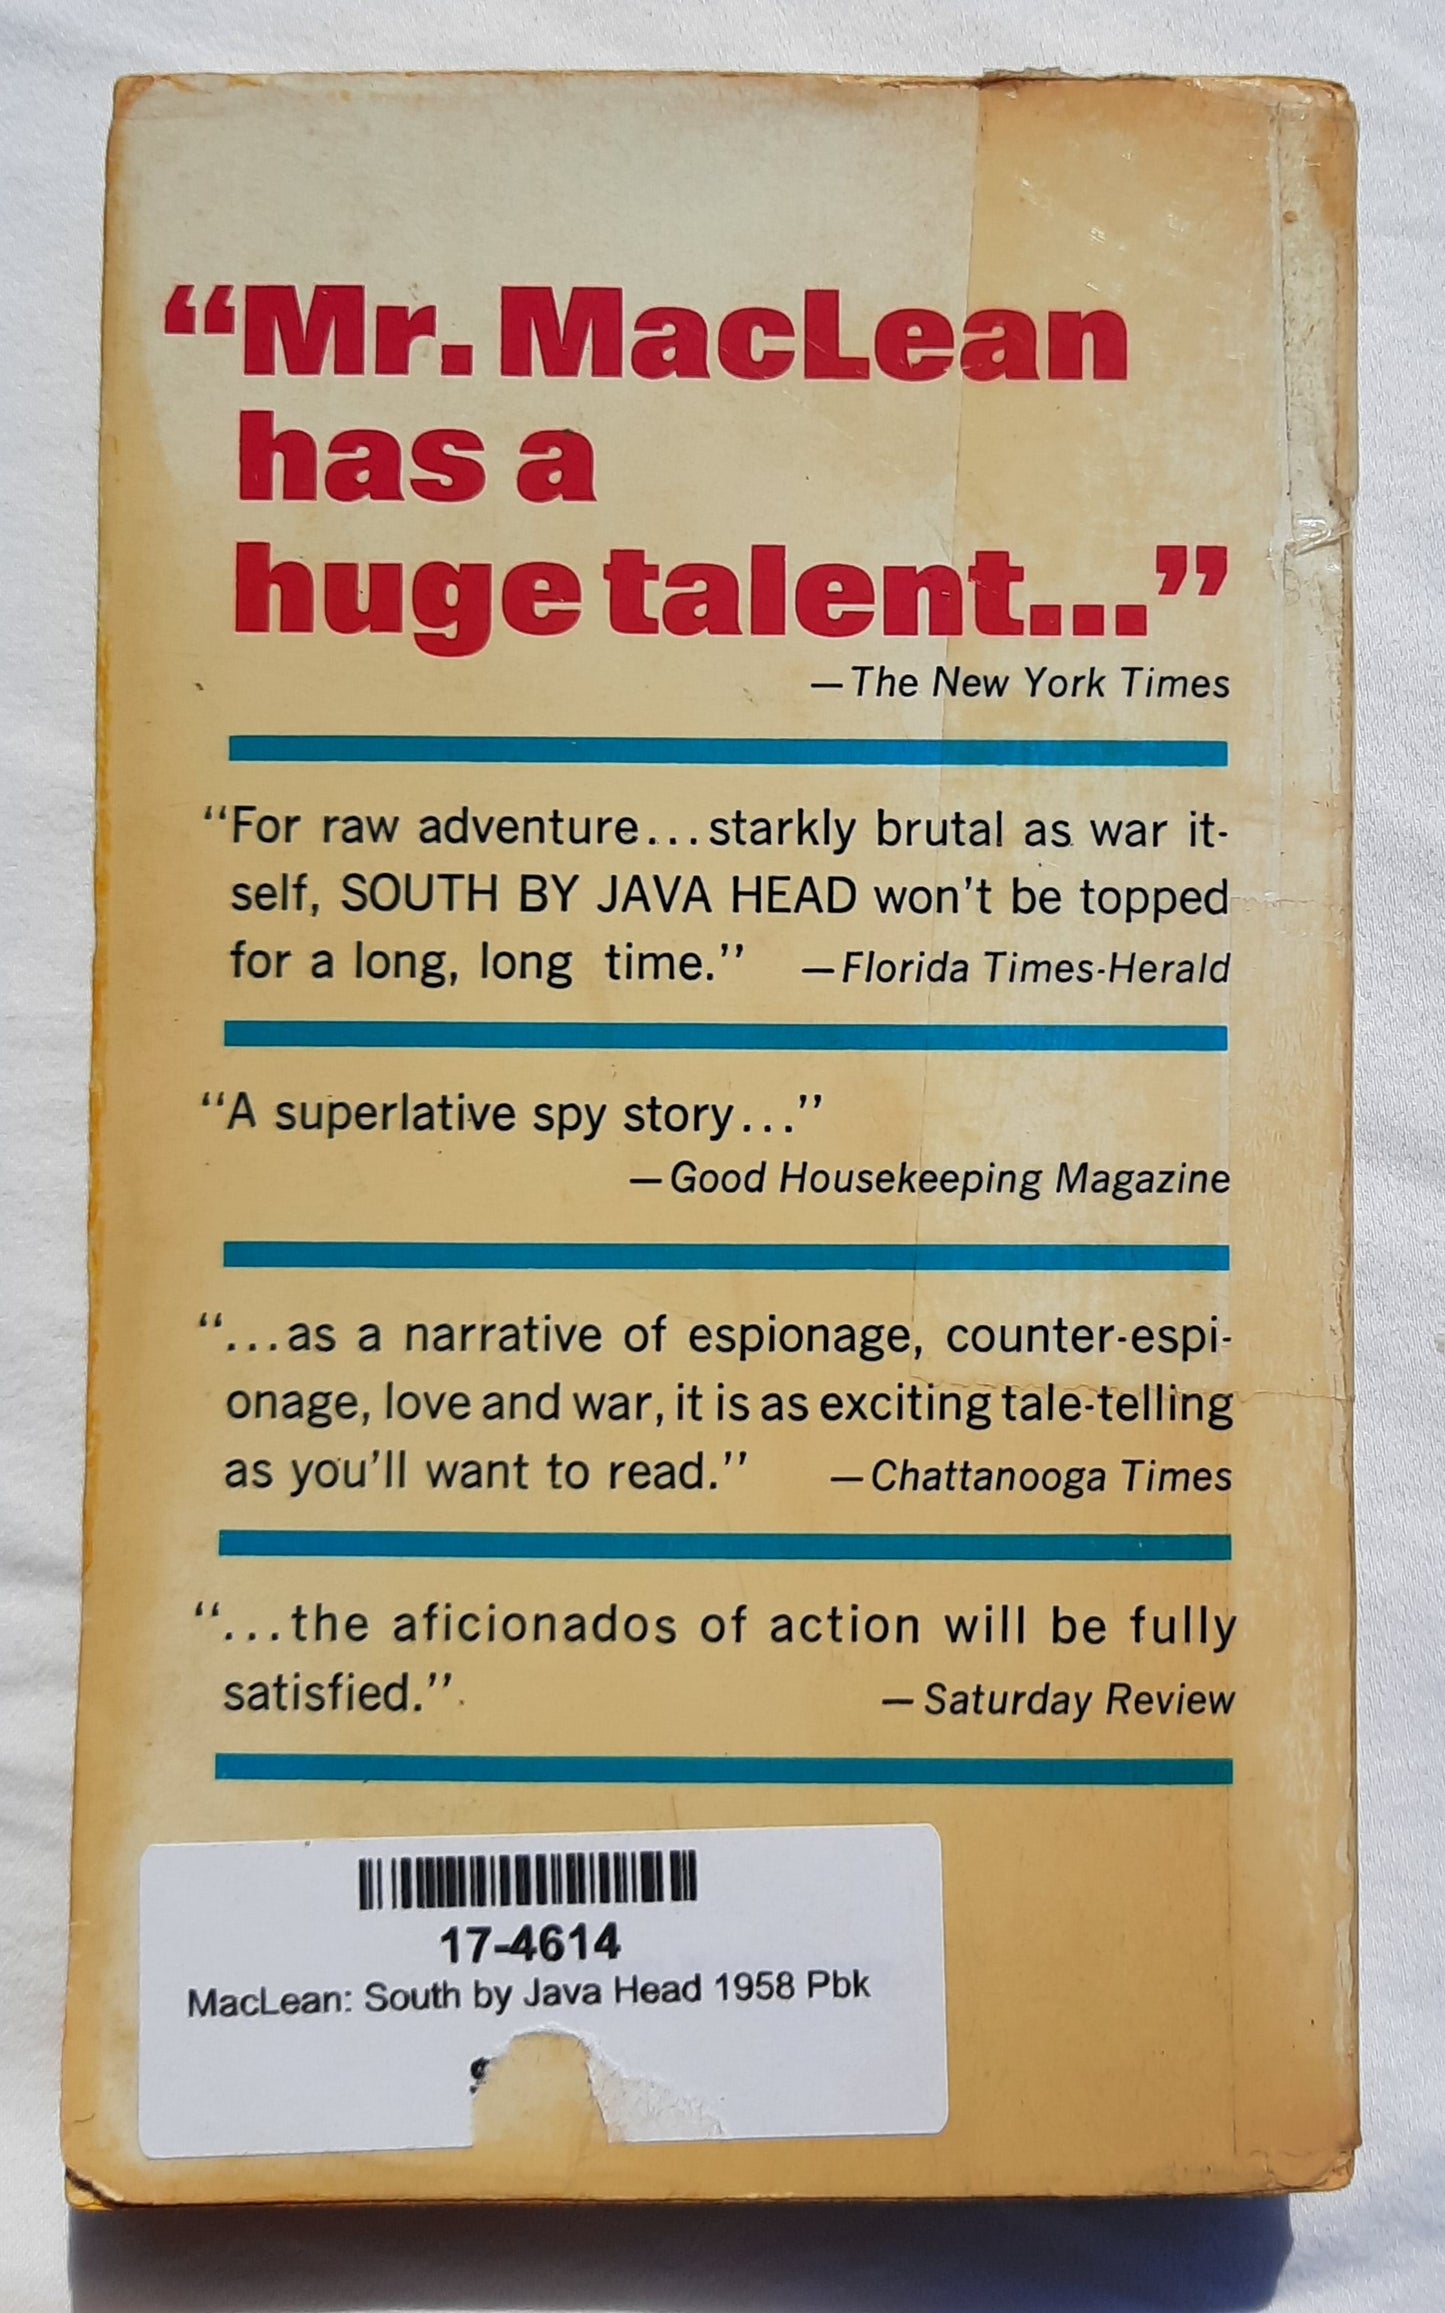 “Mr. MacLean
has a
huge talent...”
—The New York Times
“For raw adventure...starkly brutal as war it-
self, SOUTH BY JAVA HEAD won't be topped
for a long, long time.” —Florida Times-Herald
“A superlative spy story...”
—Good Housekeeping Magazine
“...as a narrative of espionage, counter-espi-
onage, love and war, it is as exciting tale-telling
as you'll want to read.” —Chattanooga Times
“...the aficionados of action will be fully
satisfied.” —Saturday Review
17-4614
MacLean: South by Java Head 1958 Pbk